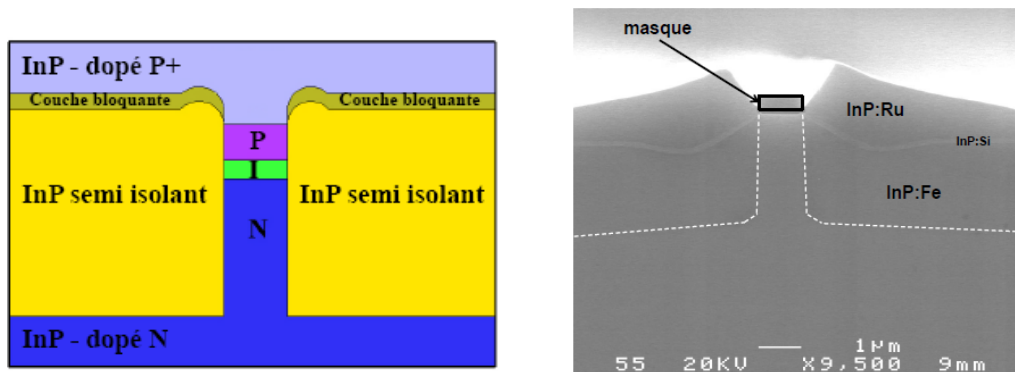 InP - dopé P+
Couche bloquante
Couche bloquante
P
I
InP semi isolant
InP semi isolant
N
InP - dopé N
masque
InP:Ru
InP:Si
InP:Fe
1µm
55 20KV X9,500 9mm